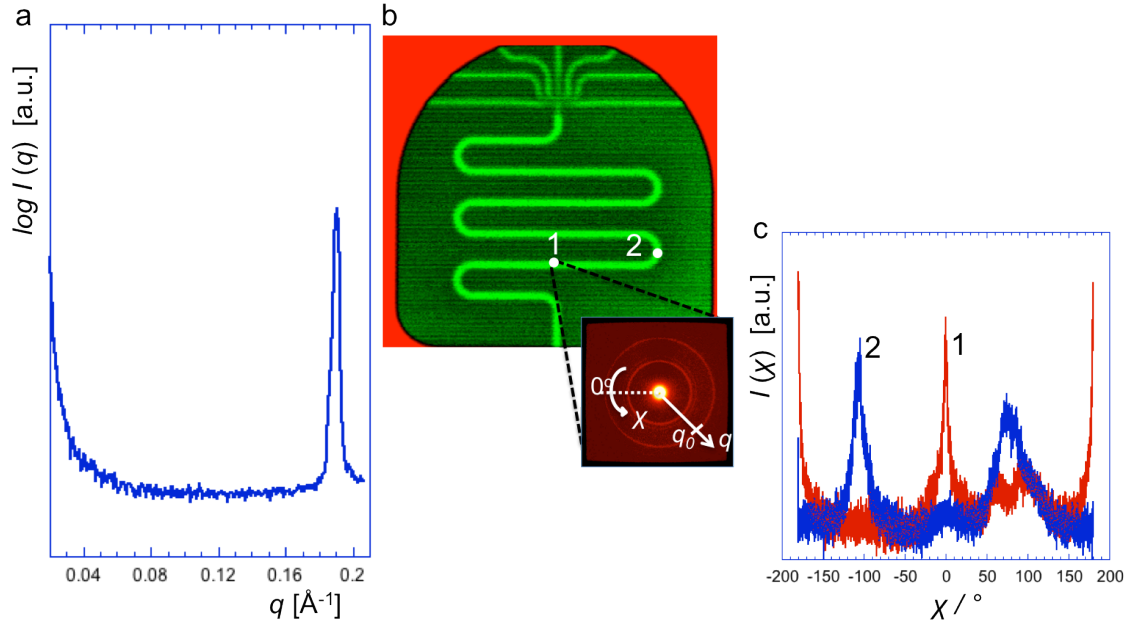 a
log I (q) [a.u.]
0.04 0.08 0.12 0.16 0.2
q [Å-1]
b
1
2
0°
χ
q0
q
c
I (χ) [a.u.]
2
1
-200 -150 -100 -50 0 50 100 150 200
χ / °